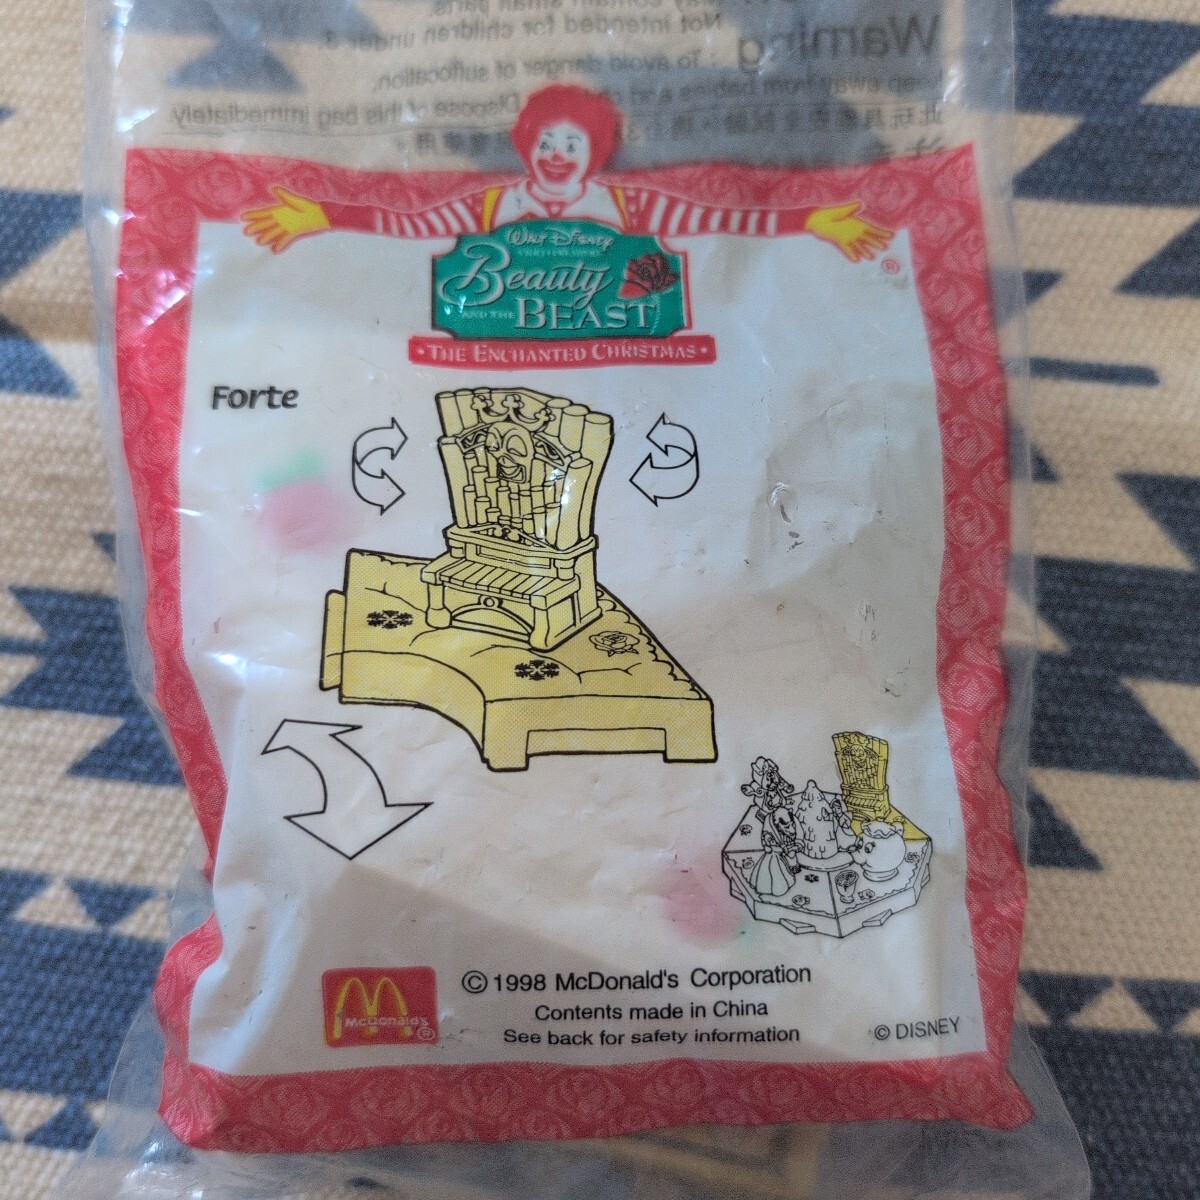 may contain small parts.
Not intended for children under 3.
Warning
: To avoid danger of suffocation,
keep away from babies and
Dispose of this bag immediately.
WALT DISNEY
Beauty
AND THE BEAST
®
• THE ENCHANTED CHRISTMAS •
Forte
McDonald's ®
© 1998 McDonald's Corporation
Contents made in China
See back for safety information
© DISNEY